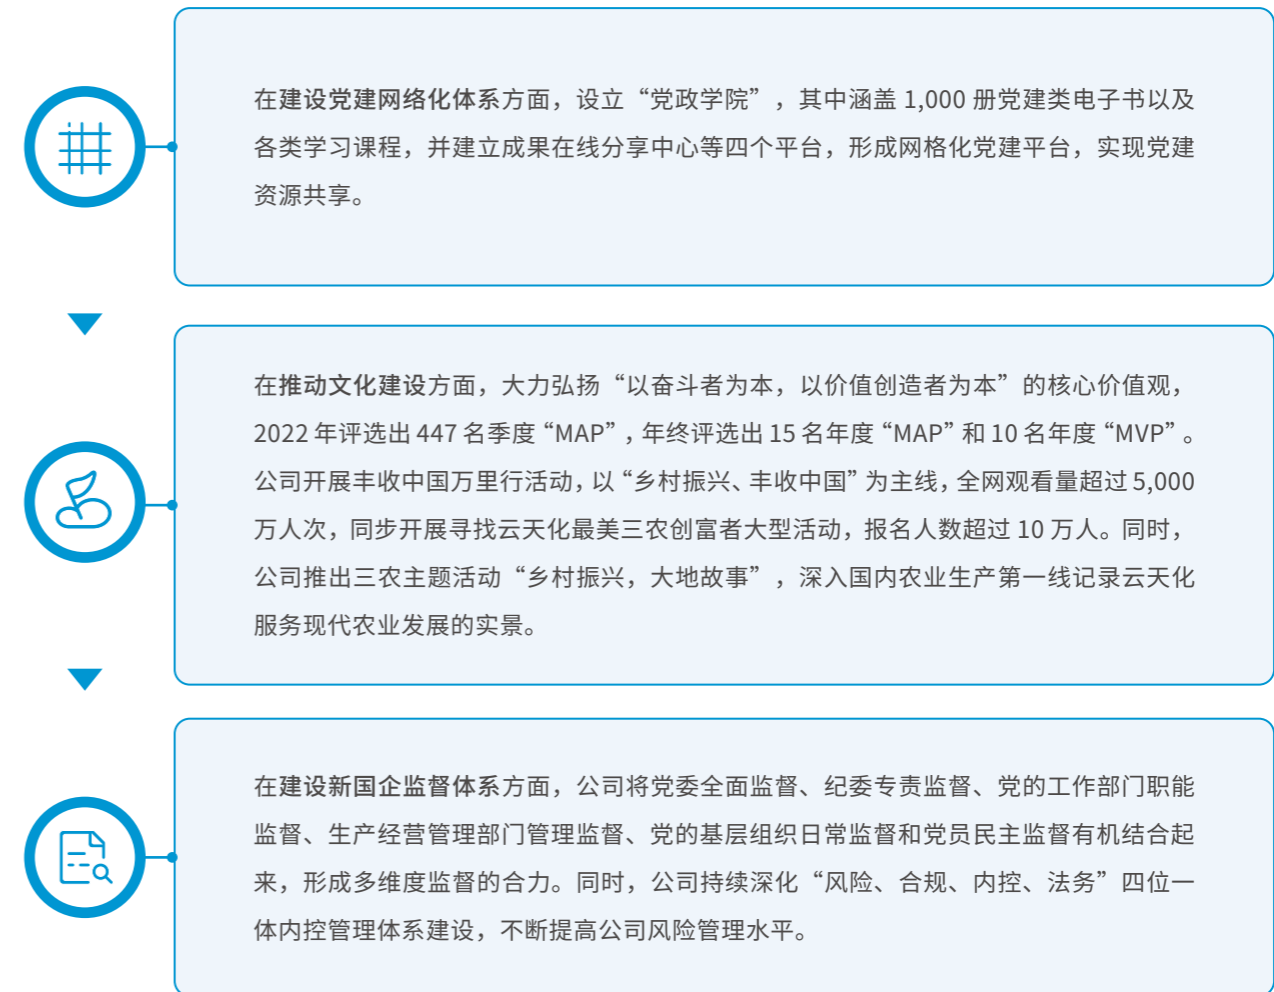 在建设党建网络化体系方面，设立“党政学院”，其中涵盖 1,000 册党建类电子书以及
各类学习课程，并建立成果在线分享中心等四个平台，形成网格化党建平台，实现党建
资源共享。
在推动文化建设方面，大力弘扬“以奋斗者为本，以价值创造者为本”的核心价值观，
2022 年评选出 447 名季度“MAP”，年终评选出 15 名年度“MAP”和 10 名年度“MVP”。
公司开展丰收中国万里行活动，以“乡村振兴、丰收中国”为主线，全网观看量超过 5,000
万人次，同步开展寻找云天化最美三农创富者大型活动，报名人数超过 10 万人。同时，
公司推出三农主题活动“乡村振兴，大地故事”，深入国内农业生产第一线记录云天化
服务现代农业发展的实景。
在建设新国企监督体系方面，公司将党委全面监督、纪委专责监督、党的工作部门职能
监督、生产经营管理部门管理监督、党的基层组织日常监督和党员民主监督有机结合起
来，形成多维度监督的合力。同时，公司持续深化“风险、合规、内控、法务”四位一
体内控管理体系建设，不断提高公司风险管理水平。